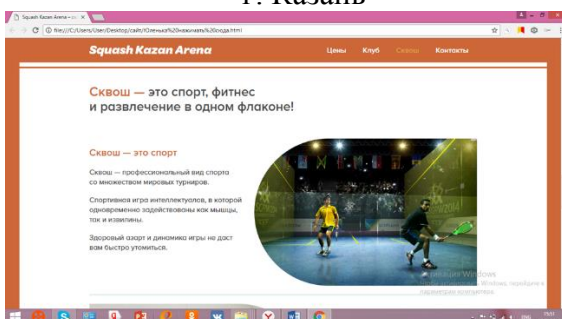 г. Казань
Squash Kazan Arena
Squash Kazan Arena
Цены Клуб Сквош Контакты
Сквош — это спорт, фитнес
и развлечение в одном флаконе!
Сквош — это спорт
Сквош — профессиональный вид спорта
со множеством мировых турниров.
Спортивная игра интеллектуалов, в которой
одновременно задействованы как мышцы,
так и извилины.
Здоровый азарт и динамика игры не даст
вам быстро утомиться.